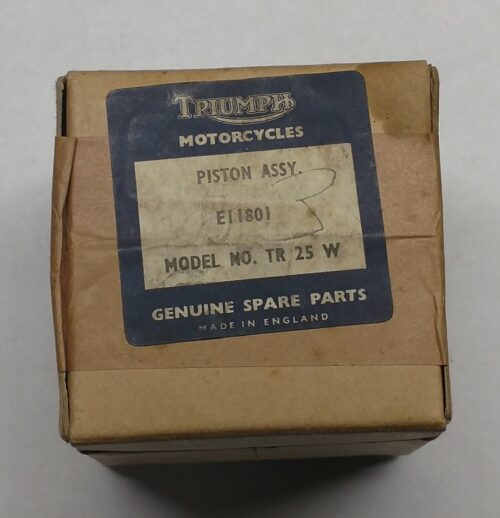 TRIUMPH
MOTORCYCLES
PISTON ASSY.
E11801
MODEL NO. TR 25 W
GENUINE SPARE PARTS
MADE IN ENGLAND